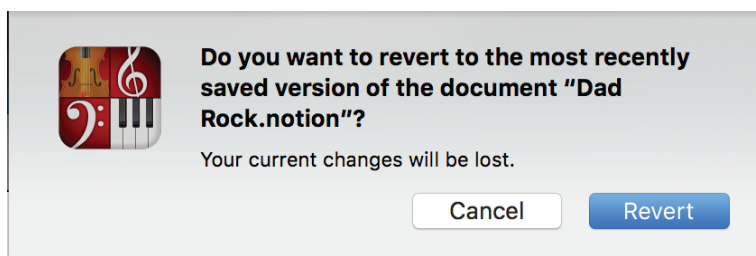 Do you want to revert to the most recently
saved version of the document “Dad
Rock.notion”?
Your current changes will be lost.
Cancel Revert